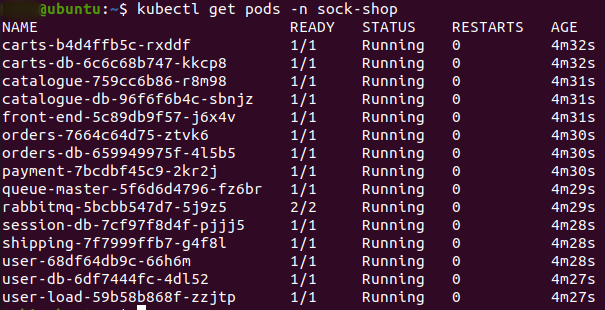 @ubuntu:~$ kubectl get pods -n sock-shop
NAME READY STATUS RESTARTS AGE
carts-b4d4ffb5c-rxddf 1/1 Running 0 4m32s
carts-db-6c6c68b747-kkcp8 1/1 Running 0 4m32s
catalogue-759cc6b86-r8m98 1/1 Running 0 4m31s
catalogue-db-96f6f6b4c-sbnjz 1/1 Running 0 4m31s
front-end-5c89db9f57-j6x4v 1/1 Running 0 4m31s
orders-7664c64d75-ztvk6 1/1 Running 0 4m30s
orders-db-659949975f-4l5b5 1/1 Running 0 4m30s
payment-7bcdbf45c9-2kr2j 1/1 Running 0 4m30s
queue-master-5f6d6d4796-fz6br 1/1 Running 0 4m29s
rabbitmq-5bcbb547d7-5j9z5 2/2 Running 0 4m29s
session-db-7cf97f8d4f-pjjj5 1/1 Running 0 4m28s
shipping-7f7999ffb7-g4f8l 1/1 Running 0 4m28s
user-68df64db9c-66h6m 1/1 Running 0 4m28s
user-db-6df7444fc-4dl52 1/1 Running 0 4m27s
user-load-59b58b868f-zzjtp 1/1 Running 0 4m27s